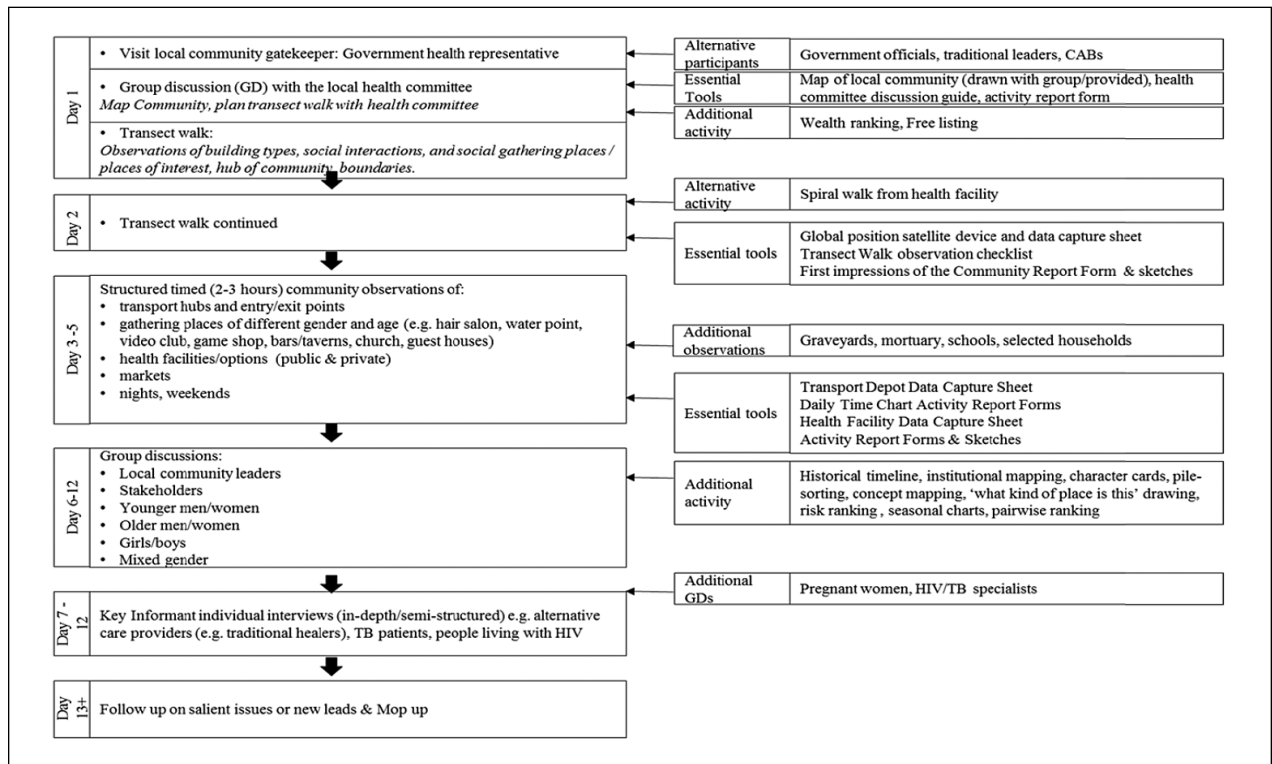 Day 1
• Visit local community gatekeeper: Government health representative
• Group discussion (GD) with the local health committee
Map Community, plan transect walk with health committee
• Transect walk:
Observations of building types, social interactions, and social gathering places /
places of interest, hub of community, boundaries.
Alternative
participants
Government officials, traditional leaders, CABs
Essential
Tools
Map of local community (drawn with group/provided), health
committee discussion guide, activity report form
Additional
activity
Wealth ranking, Free listing
Day 2
• Transect walk continued
Alternative
activity
Spiral walk from health facility
Essential tools
Global position satellite device and data capture sheet
Transect Walk observation checklist
First impressions of the Community Report Form & sketches
Day 3 -5
Structured timed (2-3 hours) community observations of:
• transport hubs and entry/exit points
• gathering places of different gender and age (e.g. hair salon, water point,
video club, game shop, bars/taverns, church, guest houses)
• health facilities/options (public & private)
• markets
• nights, weekends
Additional
observations
Graveyards, mortuary, schools, selected households
Essential tools
Transport Depot Data Capture Sheet
Daily Time Chart Activity Report Forms
Health Facility Data Capture Sheet
Activity Report Forms & Sketches
Day 6-12
Group discussions:
• Local community leaders
• Stakeholders
• Younger men/women
• Older men/women
• Girls/boys
• Mixed gender
Additional
activity
Historical timeline, institutional mapping, character cards, pile-
sorting, concept mapping, ‘what kind of place is this’ drawing,
risk ranking , seasonal charts, pairwise ranking
Day 7 -
12
Key Informant individual interviews (in-depth/semi-structured) e.g. alternative
care providers (e.g. traditional healers), TB patients, people living with HIV
Additional
GDs
Pregnant women, HIV/TB specialists
Day
13+
Follow up on salient issues or new leads & Mop up